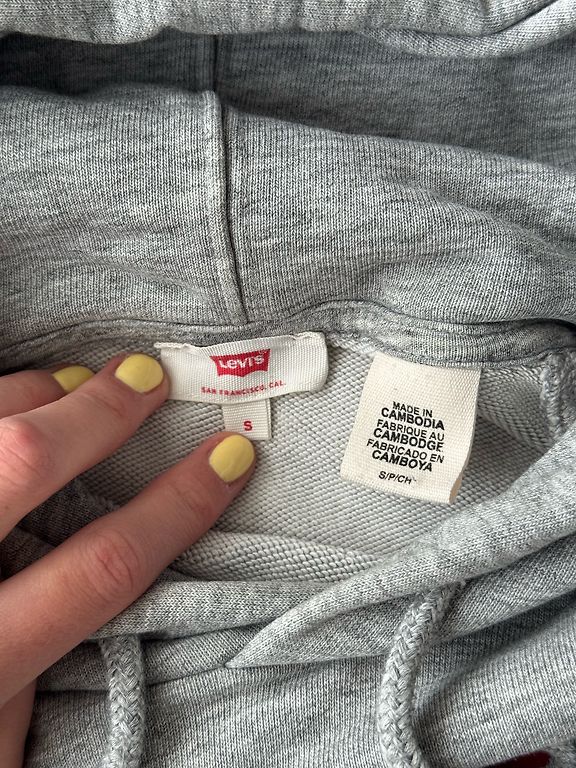 Levi's
SAN FRANCISCO, CAL.
S
MADE IN
CAMBODIA
FABRIQUE AU
CAMBODGE
FABRICADO EN
CAMBOYA
S/P/CH